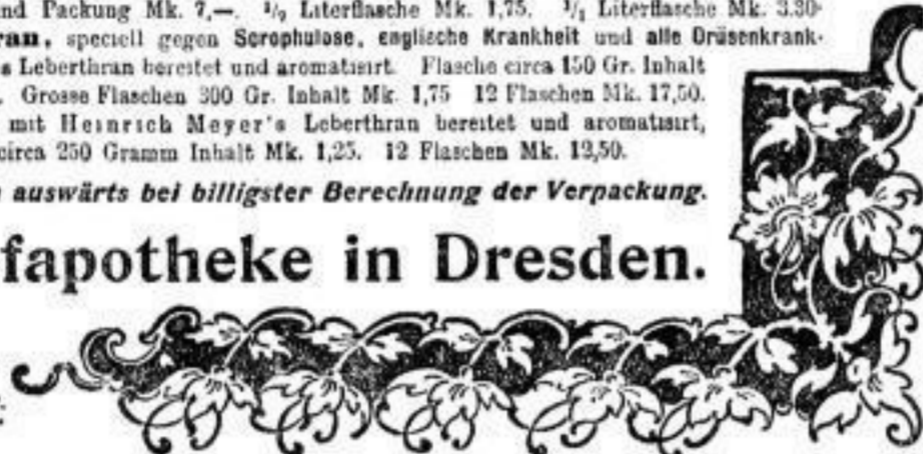 und Packung Mk. 7,—. ½ Literflasche Mk. 1,75. ¹/₁ Literflasche Mk. 3.30
ran, speciell gegen Scrophulose, englische Krankheit und alle Drüsenkrank-
s Leberthran bereitet und aromatisirt. Flasche circa 150 Gr. Inhalt
. Grosse Flaschen 300 Gr. Inhalt Mk. 1,75 12 Flaschen Mk. 17,50.
mit Heinrich Meyer's Leberthran bereitet und aromatisirt,
circa 250 Gramm Inhalt Mk. 1,25. 12 Flaschen Mk. 12,50.
auswärts bei billigster Berechnung der Verpackung.
fapotheke in Dresden.